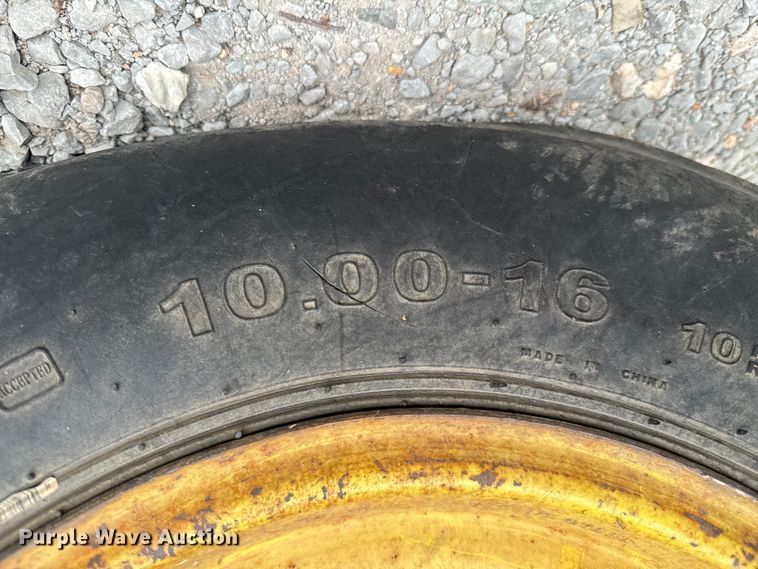 10.00-16
10
MADE IN CHINA
ACCEPTED
Purple Wave Auction